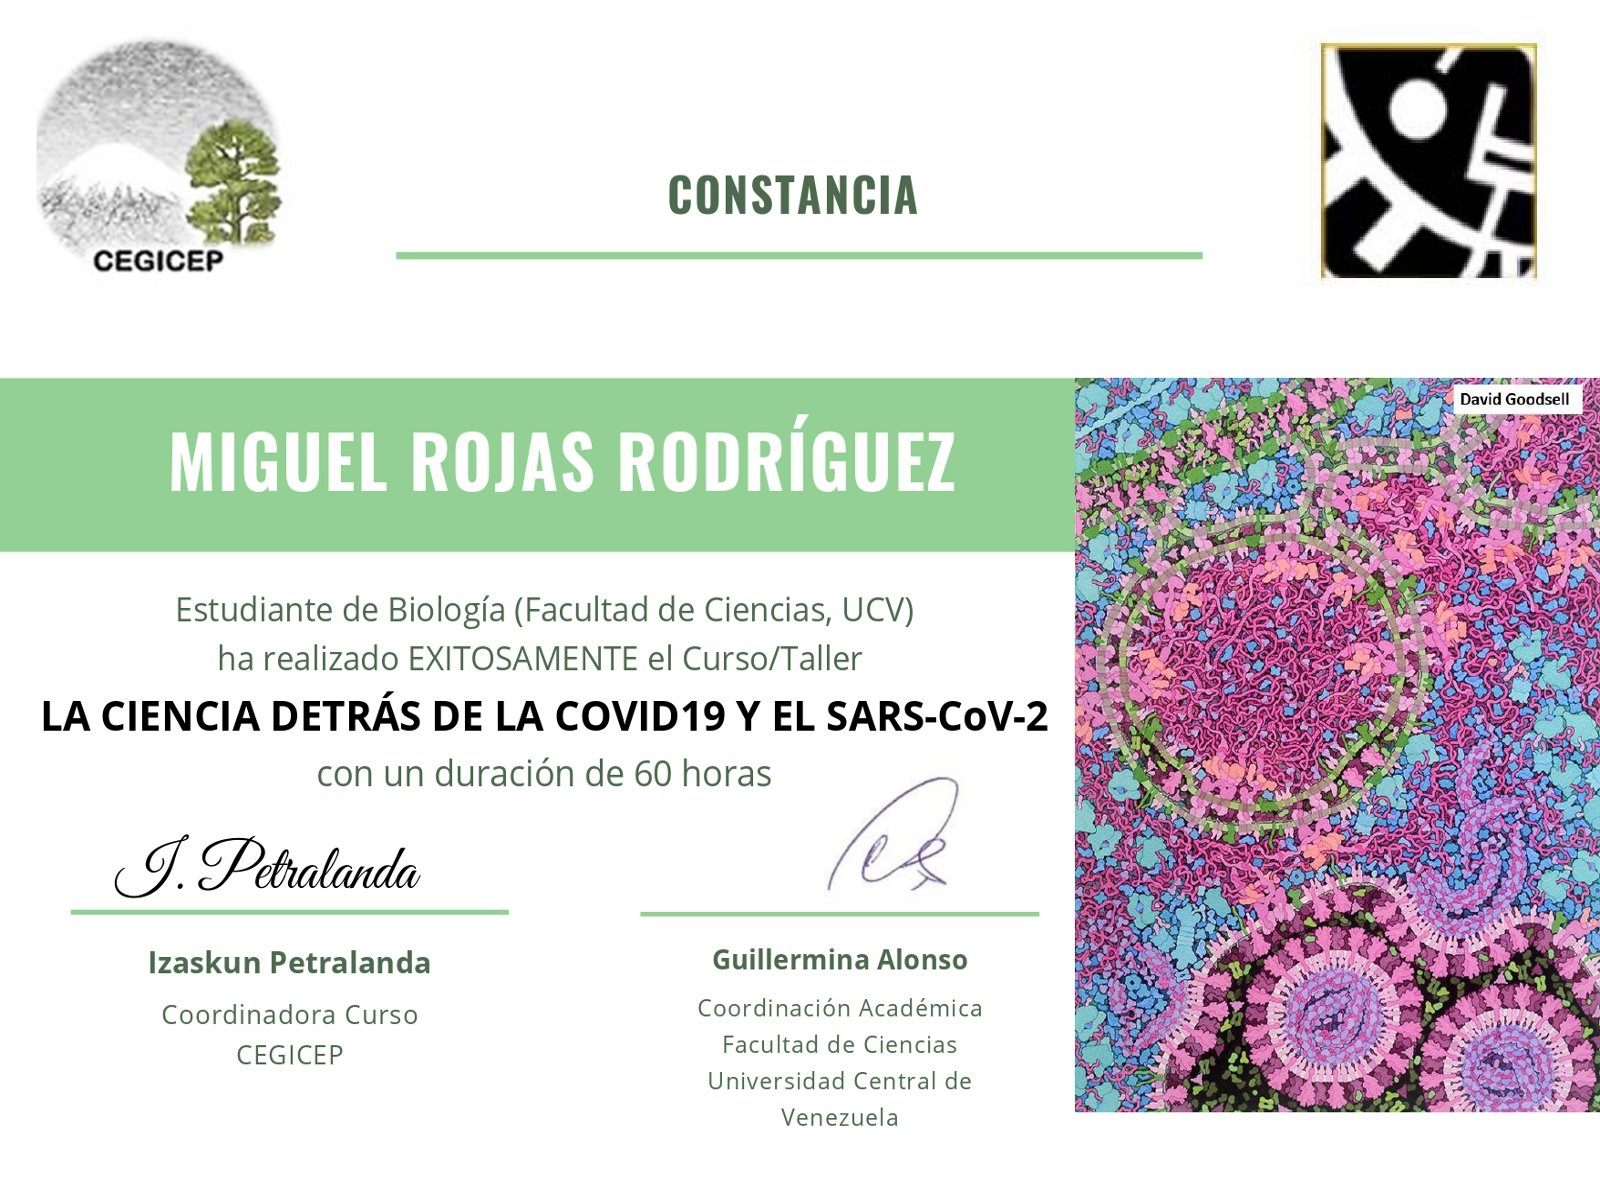 CEGICEP
CONSTANCIA
MIGUEL ROJAS RODRÍGUEZ
David Goodsell
Estudiante de Biología (Facultad de Ciencias, UCV)
ha realizado EXITOSAMENTE el Curso/Taller
LA CIENCIA DETRÁS DE LA COVID19 Y EL SARS-CoV-2
con un duración de 60 horas
I. Petralanda
Izaskun Petralanda
Coordinadora Curso
CEGICEP
Guillermina Alonso
Coordinación Académica
Facultad de Ciencias
Universidad Central de
Venezuela